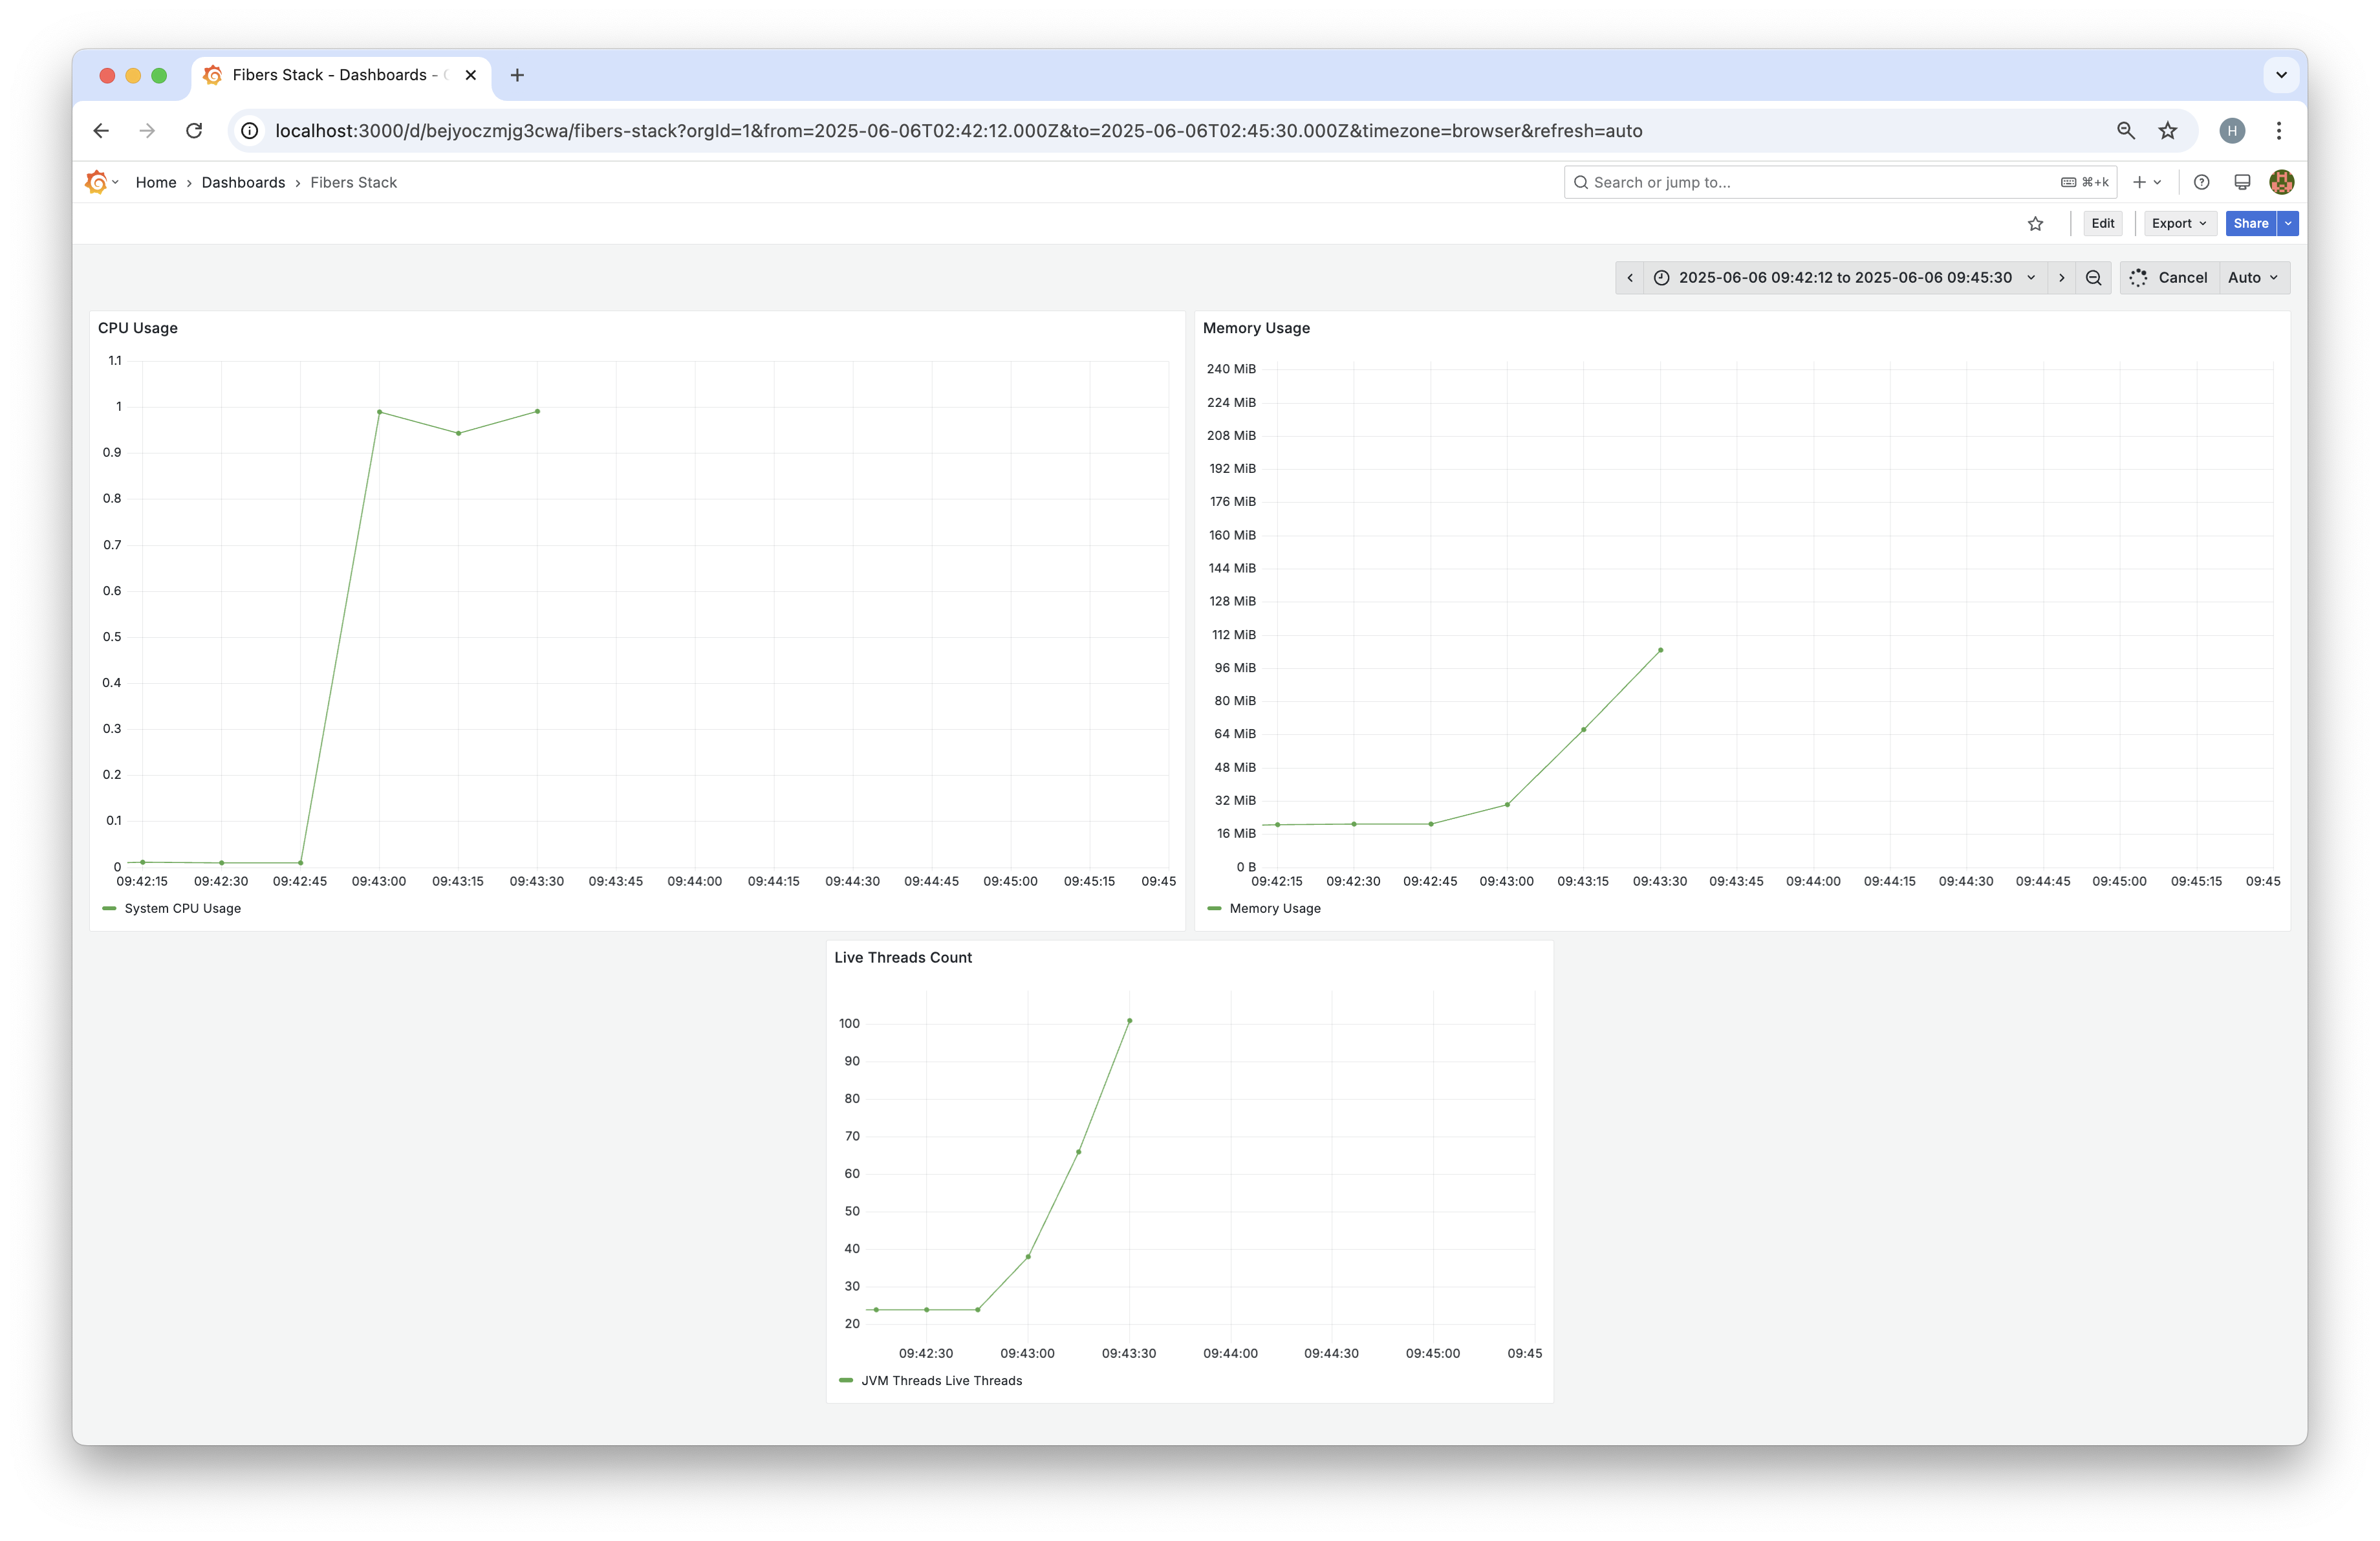 Fibers Stack - Dashboards -
localhost:3000/d/bejyoczmjg3cwa/fibers-stack?orgId=1&from=2025-06-06T02:42:12.000Z&to=2025-06-06T02:45:30.000Z&timezone=browser&refresh=auto
H
Home › Dashboards › Fibers Stack
Search or jump to...
⌘+k
Edit
Export
Share
2025-06-06 09:42:12 to 2025-06-06 09:45:30
Cancel
Auto
CPU Usage
1.1
1
0.9
0.8
0.7
0.6
0.5
0.4
0.3
0.2
0.1
0
09:42:15 09:42:30 09:42:45 09:43:00 09:43:15 09:43:30 09:43:45 09:44:00 09:44:15 09:44:30 09:44:45 09:45:00 09:45:15 09:45
System CPU Usage
Memory Usage
240 MiB
224 MiB
208 MiB
192 MiB
176 MiB
160 MiB
144 MiB
128 MiB
112 MiB
96 MiB
80 MiB
64 MiB
48 MiB
32 MiB
16 MiB
0 B
09:42:15 09:42:30 09:42:45 09:43:00 09:43:15 09:43:30 09:43:45 09:44:00 09:44:15 09:44:30 09:44:45 09:45:00 09:45:15 09:45
Memory Usage
Live Threads Count
100
90
80
70
60
50
40
30
20
09:42:30 09:43:00 09:43:30 09:44:00 09:44:30 09:45:00 09:45
JVM Threads Live Threads